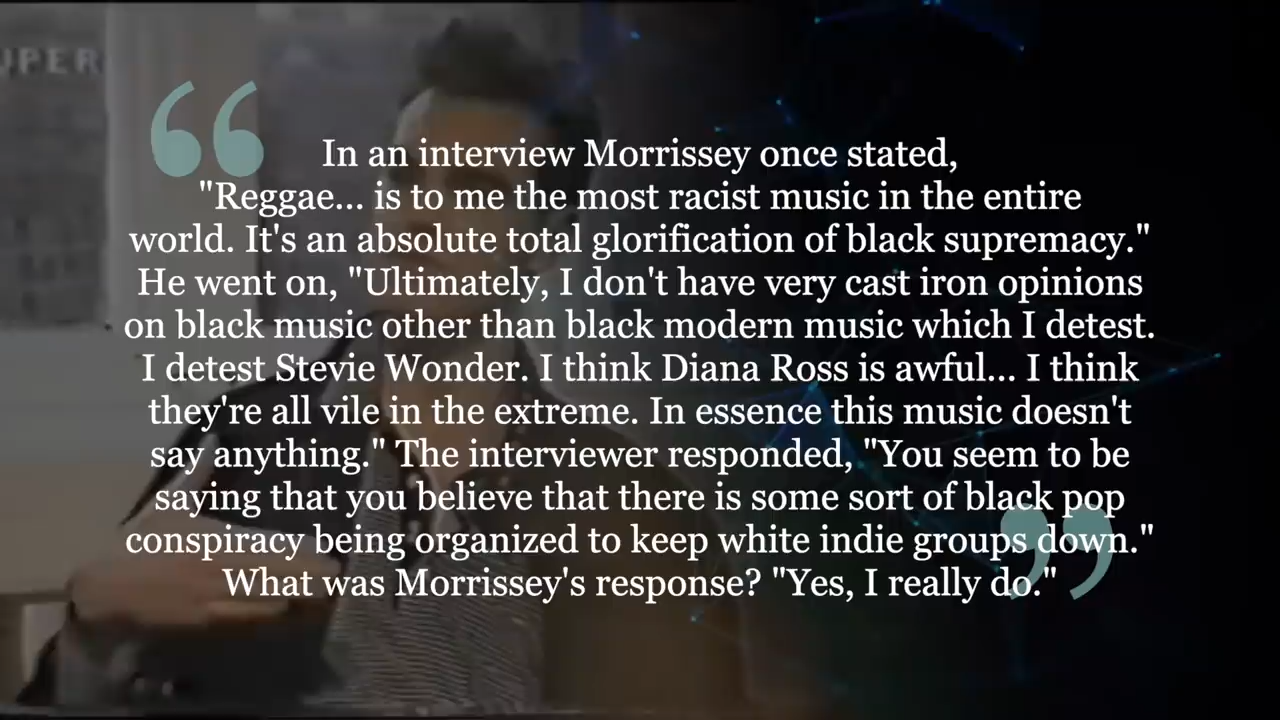 UPER
In an interview Morrissey once stated,
"Reggae... is to me the most racist music in the entire
world. It's an absolute total glorification of black supremacy."
He went on, "Ultimately, I don't have very cast iron opinions
on black music other than black modern music which I detest.
I detest Stevie Wonder. I think Diana Ross is awful... I think
they're all vile in the extreme. In essence this music doesn't
say anything." The interviewer responded, "You seem to be
saying that you believe that there is some sort of black pop
conspiracy being organized to keep white indie groups down."
What was Morrissey's response? "Yes, I really do."